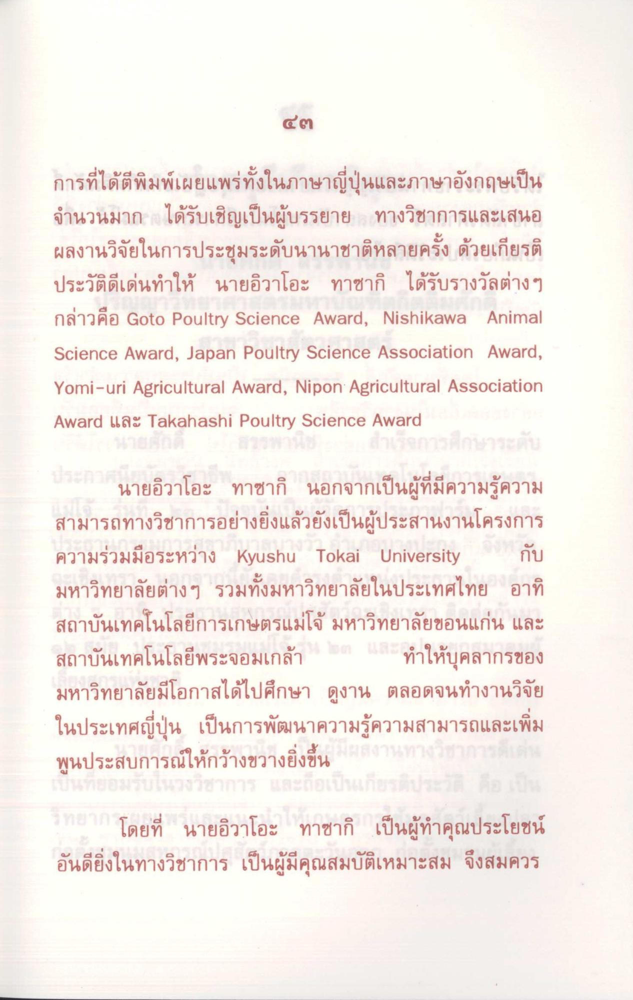 ๔๓
การที่ได้ตีพิมพ์เผยแพร่ทั้งในภาษาญี่ปุ่นและภาษาอังกฤษเป็น
จำนวนมาก ได้รับเชิญเป็นผู้บรรยาย ทางวิชาการและเสนอ
ผลงานวิจัยในการประชุมระดับนานาชาติหลายครั้ง ด้วยเกียรติ
ประวัติดีเด่นทำให้ นายอิวาโอะ ทาซากิ ได้รับรางวัลต่างๆ
กล่าวคือ Goto Poultry Science Award, Nishikawa Animal
Science Award, Japan Poultry Science Association Award,
Yomi-uri Agricultural Award, Nipon Agricultural Association
Award และ Takahashi Poultry Science Award
นายอิวาโอะ ทาซากิ นอกจากเป็นผู้ที่มีความรู้ความ
สามารถทางวิชาการอย่างยิ่งแล้วยังเป็นผู้ประสานงานโครงการ
ความร่วมมือระหว่าง Kyushu Tokai University กับ
มหาวิทยาลัยต่างๆ รวมทั้งมหาวิทยาลัยในประเทศไทย อาทิ
สถาบันเทคโนโลยีการเกษตรแม่โจ้ มหาวิทยาลัยขอนแก่น และ
สถาบันเทคโนโลยีพระจอมเกล้า ทำให้บุคลากรของ
มหาวิทยาลัยมีโอกาสได้ไปศึกษา ดูงาน ตลอดจนทำงานวิจัย
ในประเทศญี่ปุ่น เป็นการพัฒนาความรู้ความสามารถและเพิ่ม
พูนประสบการณ์ให้กว้างขวางยิ่งขึ้น
โดยที่ นายอิวาโอะ ทาซากิ เป็นผู้ทำคุณประโยชน์
อันดียิ่งในทางวิชาการ เป็นผู้มีคุณสมบัติเหมาะสม จึงสมควร